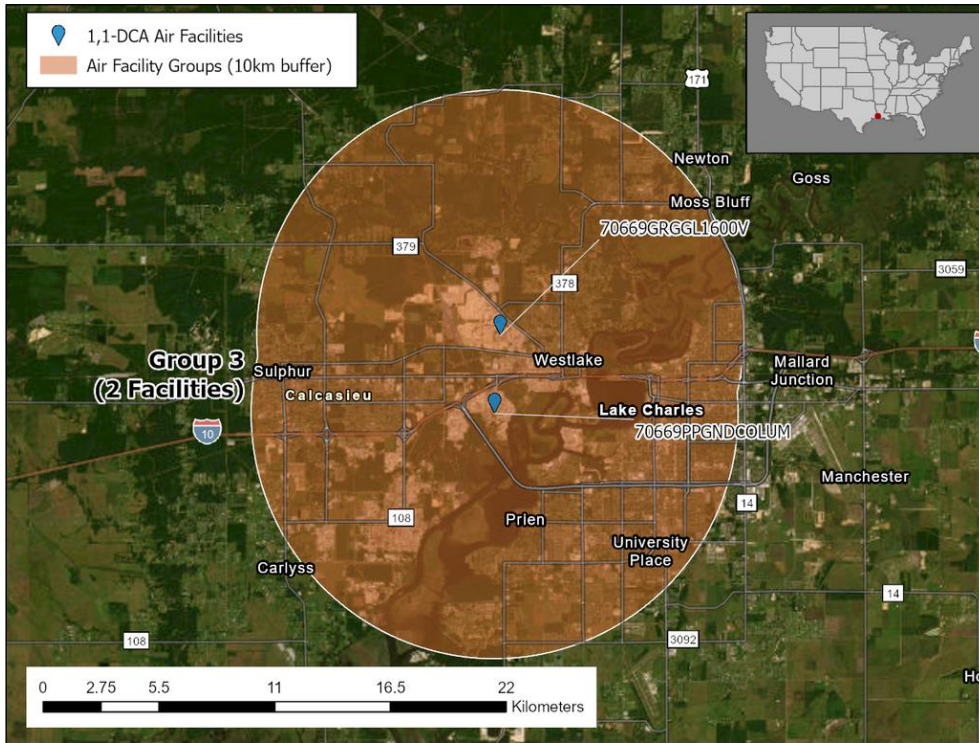 1,1-DCA Air Facilities
Air Facility Groups (10km buffer)
171
Newton
Goss
Moss Bluff
70669GRGGL1600V
379
378
3059
Group 3
(2 Facilities)
Westlake
Sulphur
Mallard
Junction
Calcasieu
Lake Charles
10
70669PPGNDCOLUM
Manchester
14
108
Prien
University
Place
Carlyss
14
108
3092
Ho
0 2.75 5.5 11 16.5 22
Kilometers